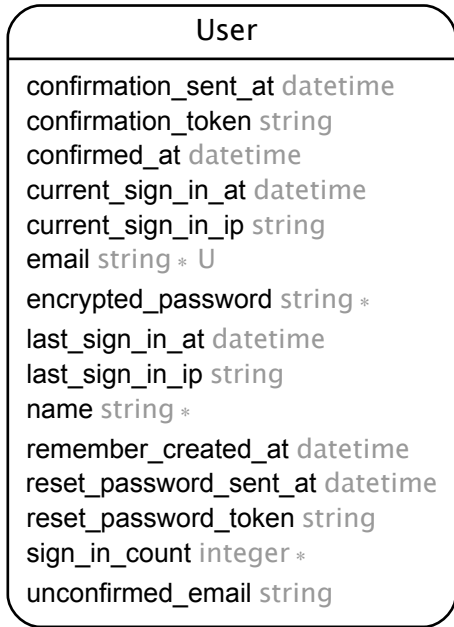 User
confirmation_sent_at datetime
confirmation_token string
confirmed_at datetime
current_sign_in_at datetime
current_sign_in_ip string
email string * U
encrypted_password string *
last_sign_in_at datetime
last_sign_in_ip string
name string *
remember_created_at datetime
reset_password_sent_at datetime
reset_password_token string
sign_in_count integer *
unconfirmed_email string